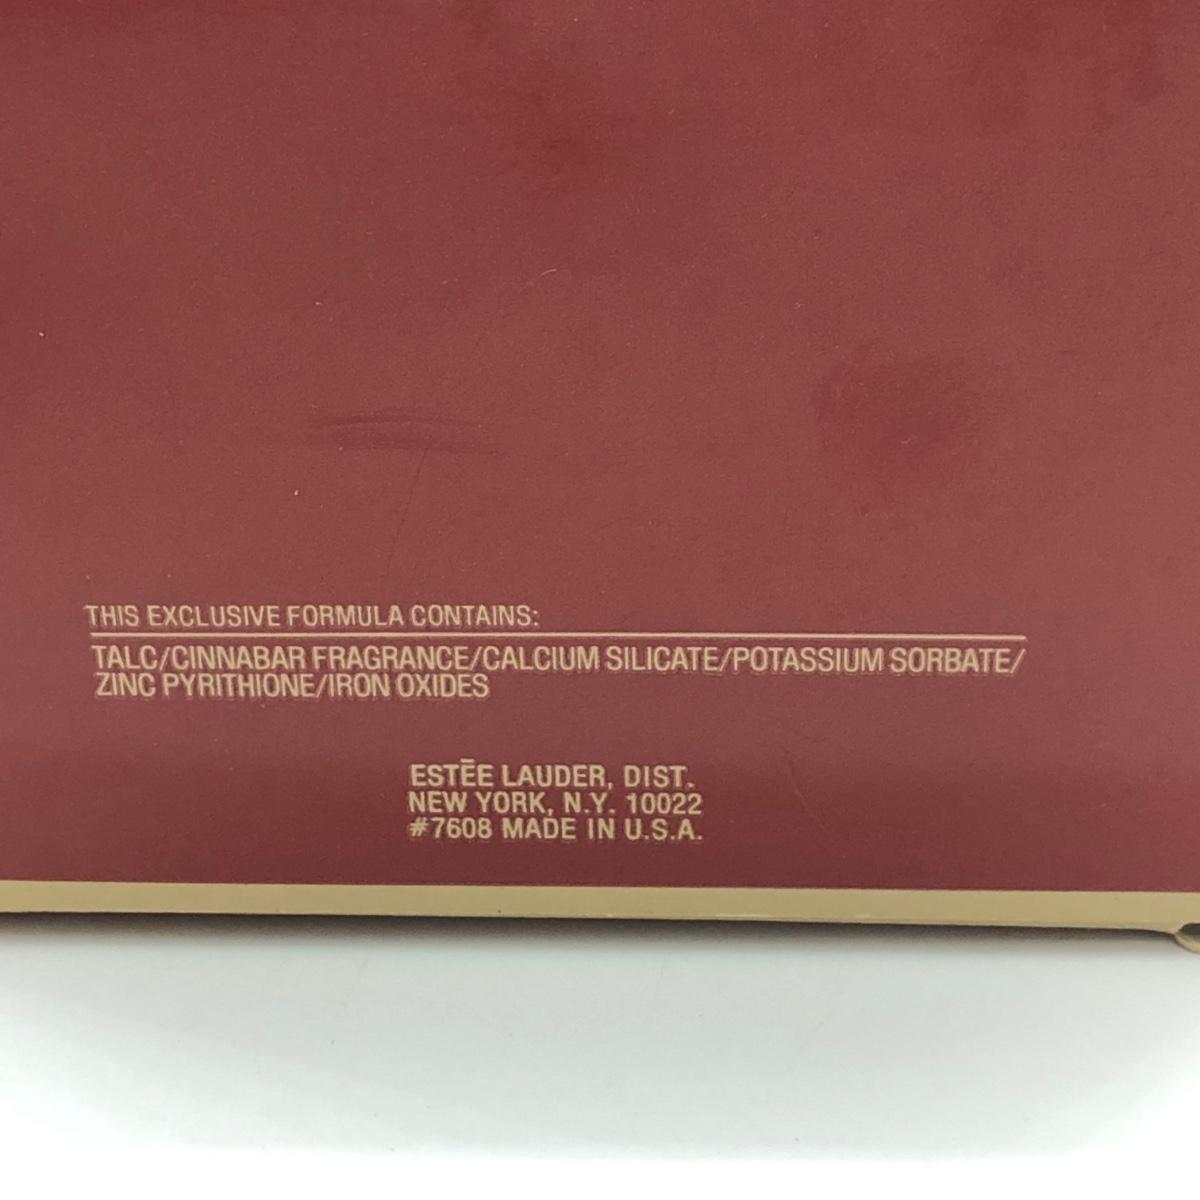 THIS EXCLUSIVE FORMULA CONTAINS:
TALC/CINNABAR FRAGRANCE/CALCIUM SILICATE/POTASSIUM SORBATE/
ZINC PYRITHIONE/IRON OXIDES
ESTĒE LAUDER, DIST.
NEW YORK, N.Y. 10022
#7608 MADE IN U.S.A.